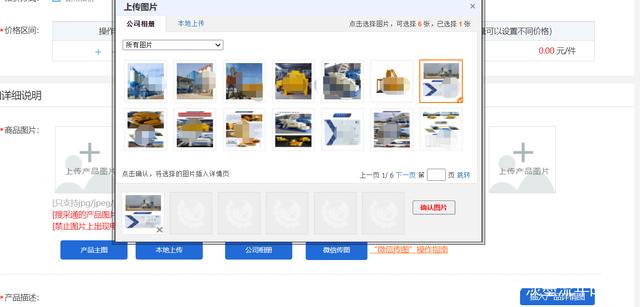 上传图片
公司相册 本地上传 点击选择图片，可选择 6 张，已选择 1 张
所有图片
价格区间： 操作 可以设置不同价格）
0.00 元/件
详细说明
*商品图片：
上传产品图片
上传产品图片
点击确认，将选择的图片插入详情页 上一页 1/ 6 下一页 第 页 跳转
确认图片
[只支持jpg/jpeg/
[搜采通的产品图片
[禁止图片上出现电
产品主图 本地上传 公司相册 微信传图 “微信传图”操作指南
*产品描述： 插入产品详情图